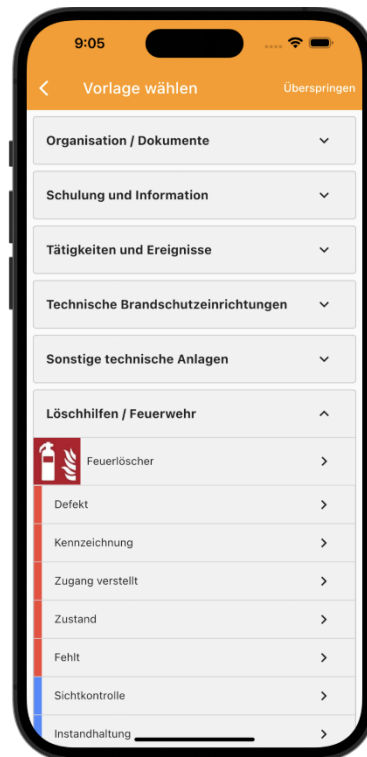 9:05
Vorlage wählen
Überspringen
Organisation / Dokumente
Schulung und Information
Tätigkeiten und Ereignisse
Technische Brandschutzeinrichtungen
Sonstige technische Anlagen
Löschhilfen / Feuerwehr
Feuerlöscher
Defekt
Kennzeichnung
Zugang verstellt
Zustand
Fehlt
Sichtkontrolle
Instandhaltung